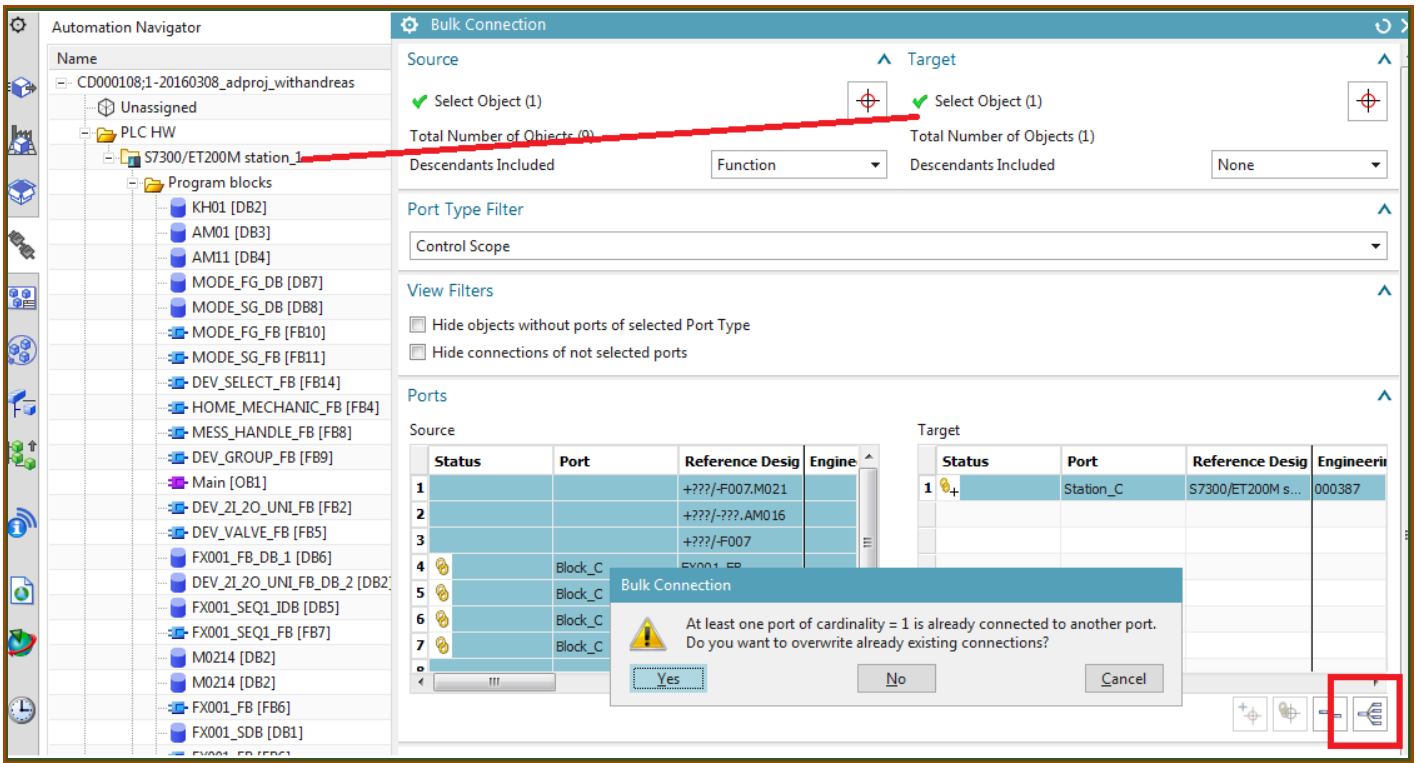 Automation Navigator
Name
CD000108;1-20160308_adproj_withandreas
Unassigned
PLC HW
S7300/ET200M station_1
Program blocks
KH01 [DB2]
AM01 [DB3]
AM11 [DB4]
MODE_FG_DB [DB7]
MODE_SG_DB [DB8]
MODE_FG_FB [FB10]
MODE_SG_FB [FB11]
DEV_SELECT_FB [FB14]
HOME_MECHANIC_FB [FB4]
MESS_HANDLE_FB [FB8]
DEV_GROUP_FB [FB9]
Main [OB1]
DEV_2I_2O_UNI_FB [FB2]
DEV_VALVE_FB [FB5]
FX001_FB_DB_1 [DB6]
DEV_2I_2O_UNI_FB_DB_2 [DB2]
FX001_SEQ1_IDB [DB5]
FX001_SEQ1_FB [FB7]
M0214 [DB2]
M0214 [DB2]
FX001_FB [FB6]
FX001_SDB [DB1]
Bulk Connection
Source Target
Select Object (1) Select Object (1)
Total Number of Objects (9) Total Number of Objects (1)
Descendants Included Function Descendants Included None
Port Type Filter
Control Scope
View Filters
Hide objects without ports of selected Port Type
Hide connections of not selected ports
Ports
Source Target
Status Port Reference Desig Engine Status Port Reference Desig Engineerin
1 +???/-F007.M021 1 Station_C S7300/ET200M s... 000387
2 +???/-???.AM016
3 +???/-F007
4 Block_C FX001_FB
5 Block_C
6 Block_C
7 Block_C
Bulk Connection
At least one port of cardinality = 1 is already connected to another port.
Do you want to overwrite already existing connections?
Yes No Cancel